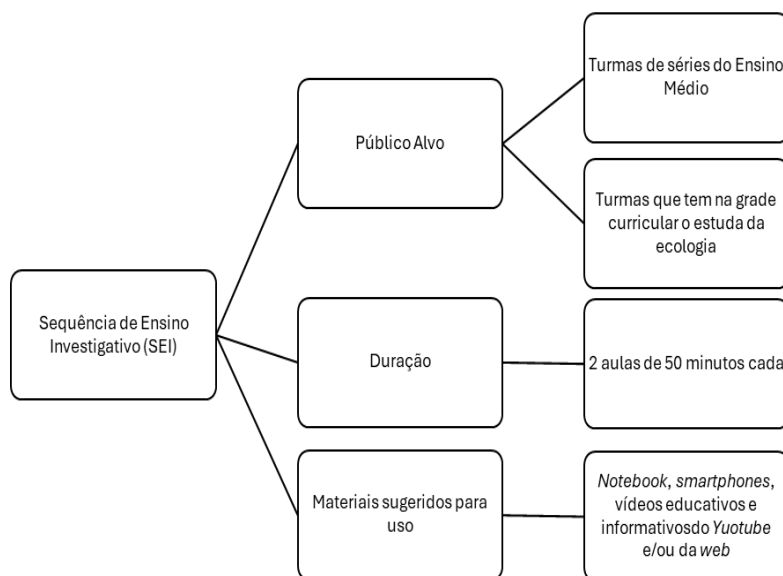 Turmas de séries do Ensino
Médio
Público Alvo
Turmas que tem na grade
curricular o estuda da
ecologia
Sequência de Ensino
Investigativo (SEI)
Duração
2 aulas de 50 minutos cada
Materiais sugeridos para
uso
Notebook, smartphones,
vídeos educativos e
informativosdo Yuotube
e/ou da web